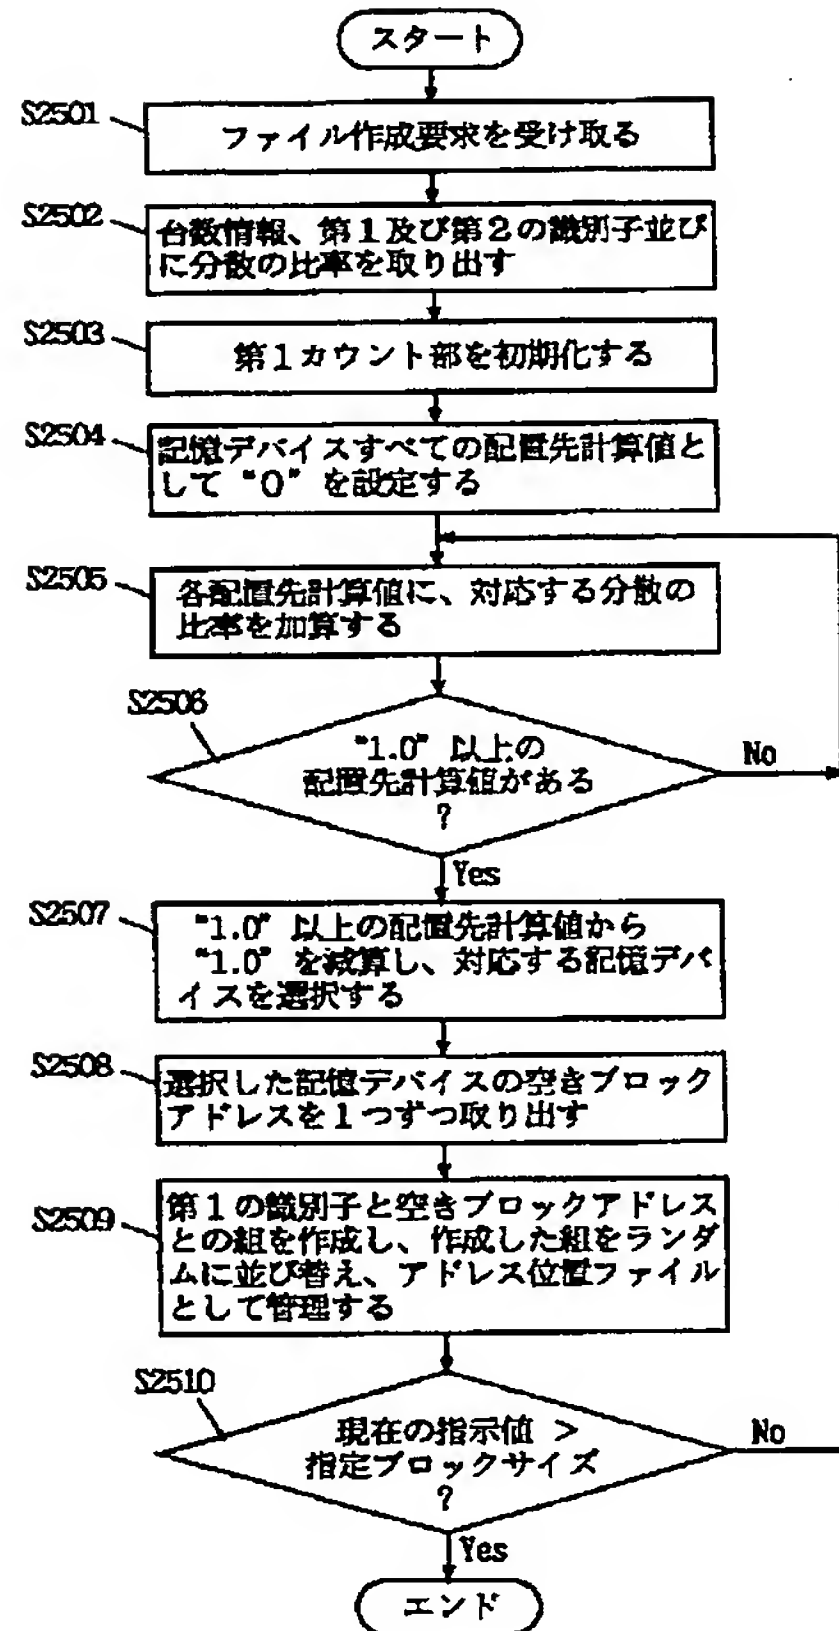 スタート
S2501
ファイル作成要求を受け取る
S2502
台数情報、第1及び第2の識別子並び
に分散の比率を取り出す
S2503
第1カウント部を初期化する
S2504
記憶デバイスすべての配置先計算値と
して“0”を設定する
S2505
各配置先計算値に、対応する分散の
比率を加算する
S2506
“1.0”以上の
配置先計算値がある
?
No
Yes
S2507
“1.0”以上の配置先計算値から
“1.0”を減算し、対応する記憶デバ
イスを選択する
S2508
選択した記憶デバイスの空きブロック
アドレスを1つずつ取り出す
S2509
第1の識別子と空きブロックアドレス
との組を作成し、作成した組をランダ
ムに並び替え、アドレス位置ファイル
として管理する
S2510
現在の指示値 >
指定ブロックサイズ
?
No
Yes
エンド